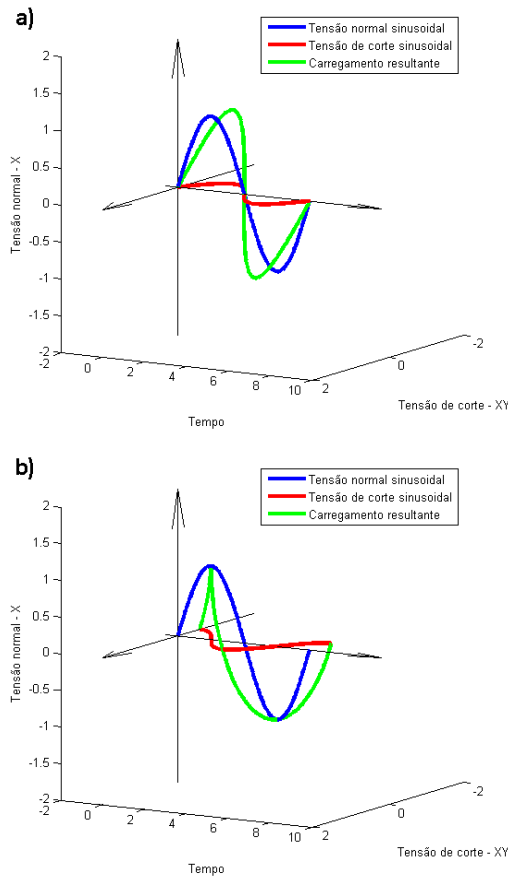 a)
Tensão normal sinusoidal
Tensão de corte sinusoidal
Carregamento resultante
2
1.5
1
0.5
0
-0.5
-1
-1.5
-2
Tensão normal - X
-2
0
2
4
6
8
10
Tempo
2
0
-2
Tensão de corte - XY
b)
Tensão normal sinusoidal
Tensão de corte sinusoidal
Carregamento resultante
2
1.5
1
0.5
0
-0.5
-1
-1.5
-2
Tensão normal - X
-2
0
2
4
6
8
10
Tempo
2
0
-2
Tensão de corte - XY